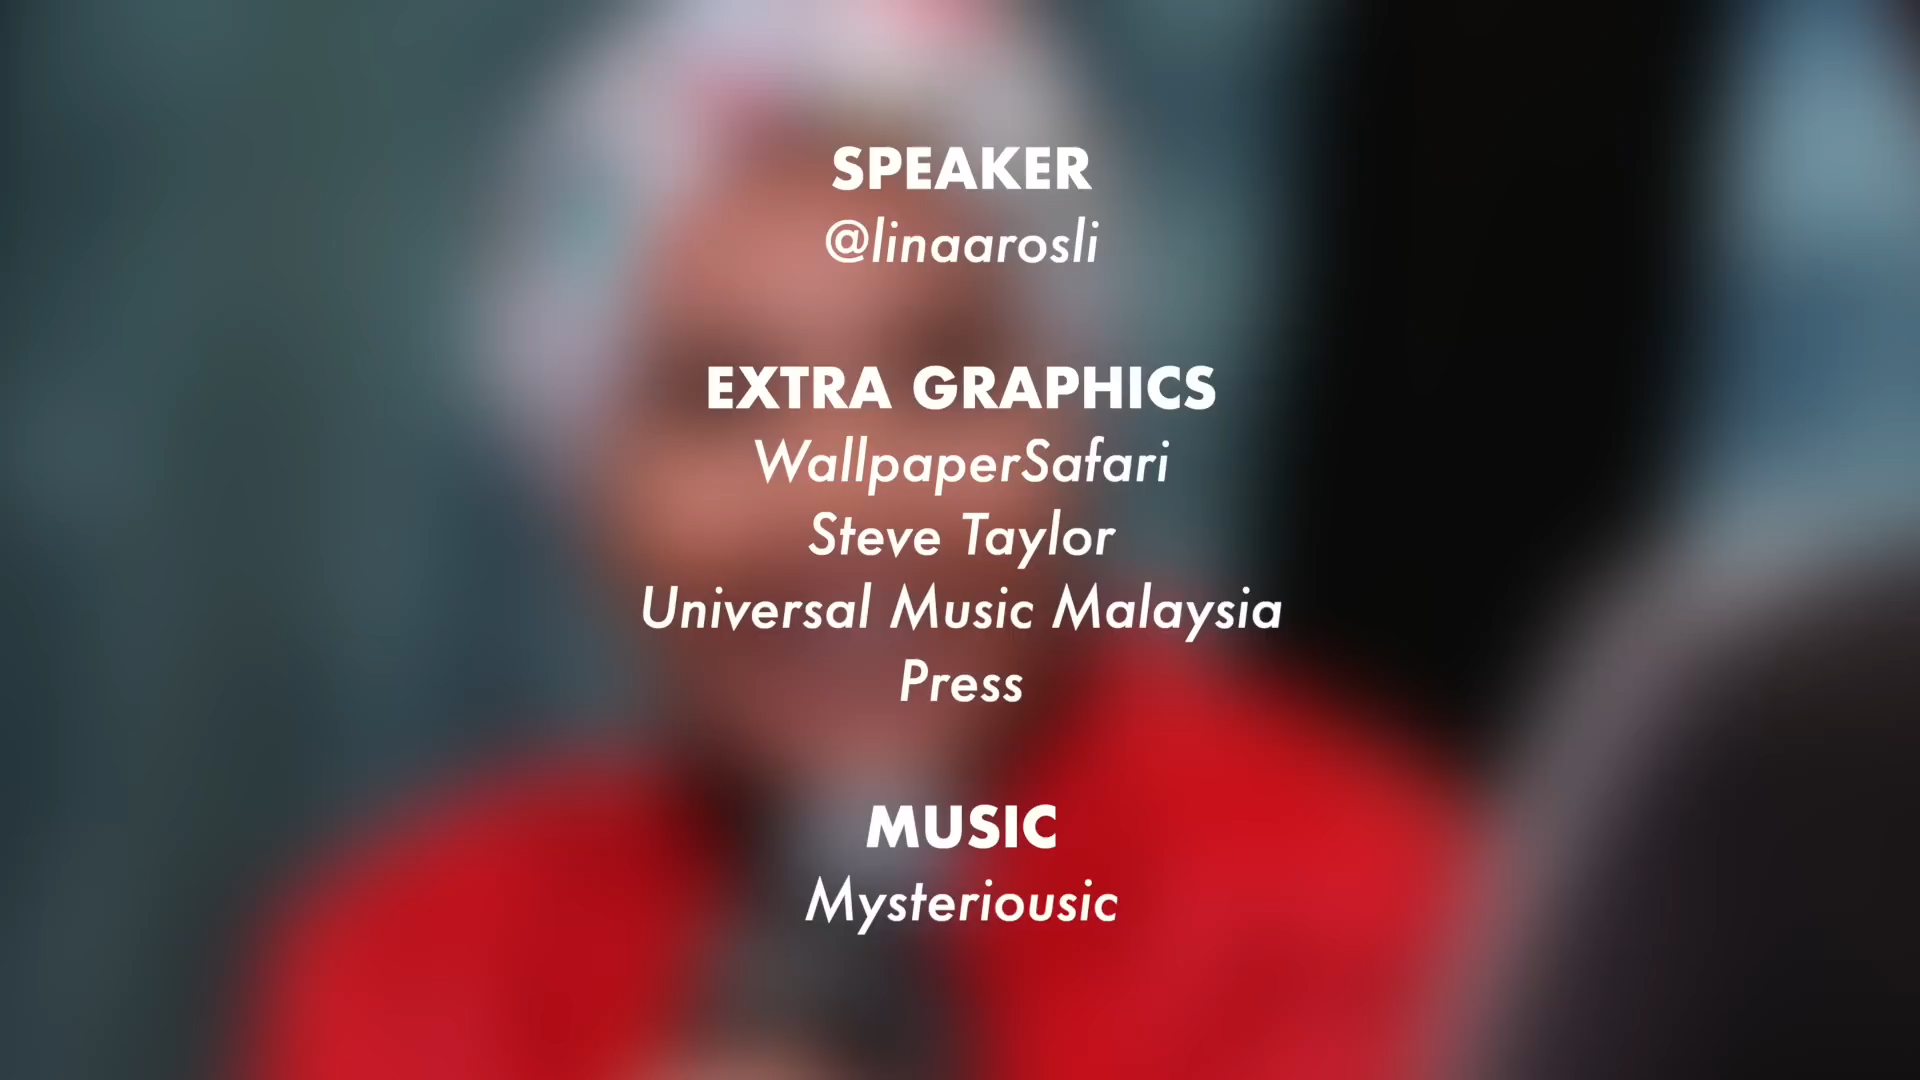 SPEAKER
@linaarosli
EXTRA GRAPHICS
WallpaperSafari
Steve Taylor
Universal Music Malaysia
Press
MUSIC
Mysteriousic